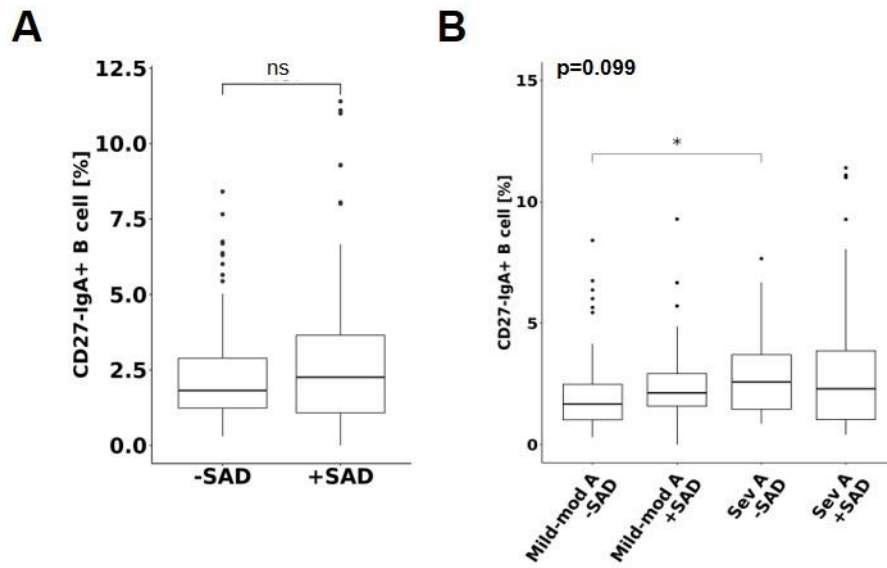 A
CD27-IgA+ B cell [%]
12.5
10.0
7.5
5.0
2.5
0.0
ns
-SAD
+SAD
B
CD27-IgA+ B cell [%]
15
10
5
0
p=0.099
*
Mild-mod A
-SAD
Mild-mod A
+SAD
Sev A
-SAD
Sev A
+SAD